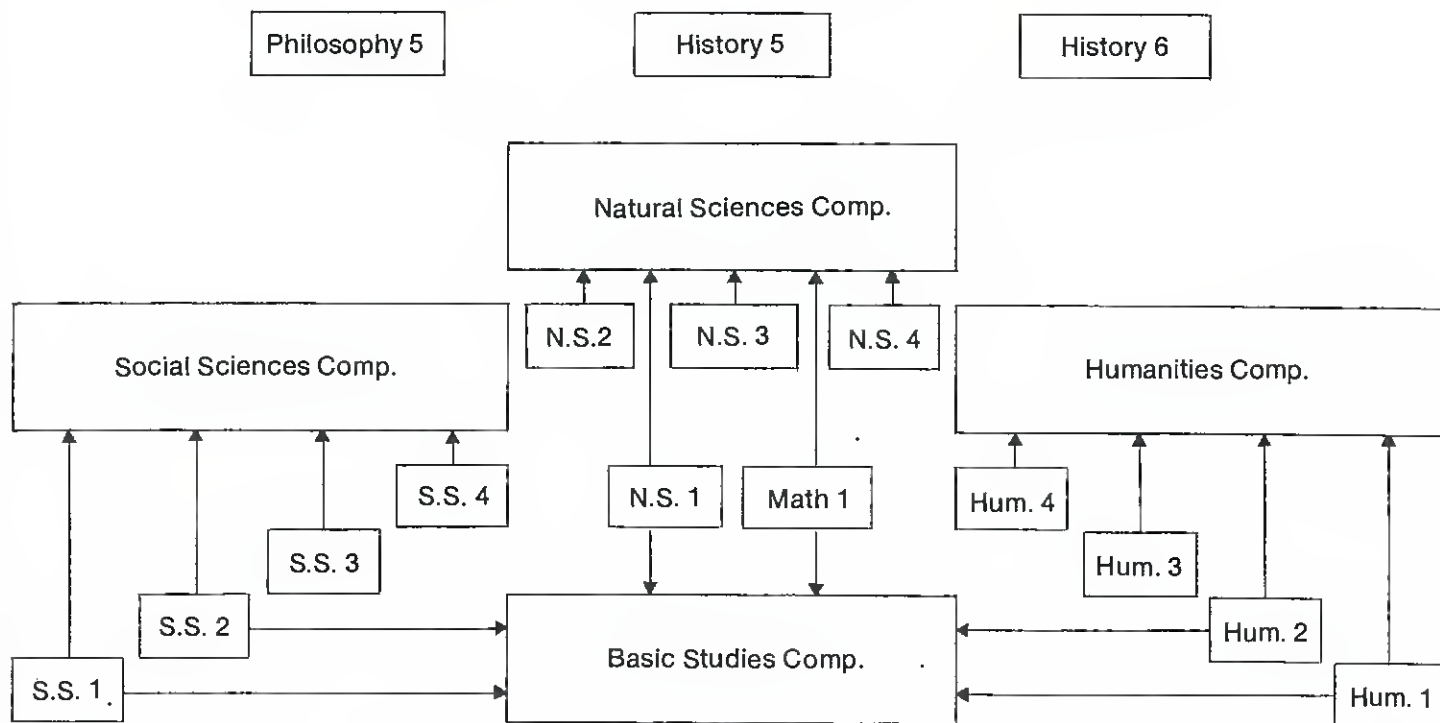 Philosophy 5
History 5
History 6
Natural Sciences Comp.
N.S.2
N.S. 3
N.S. 4
Social Sciences Comp.
Humanities Comp.
S.S. 4
N.S. 1
Math 1
Hum. 4
S.S. 3
Hum. 3
S.S. 2
Hum. 2
Basic Studies Comp.
S.S. 1
Hum. 1